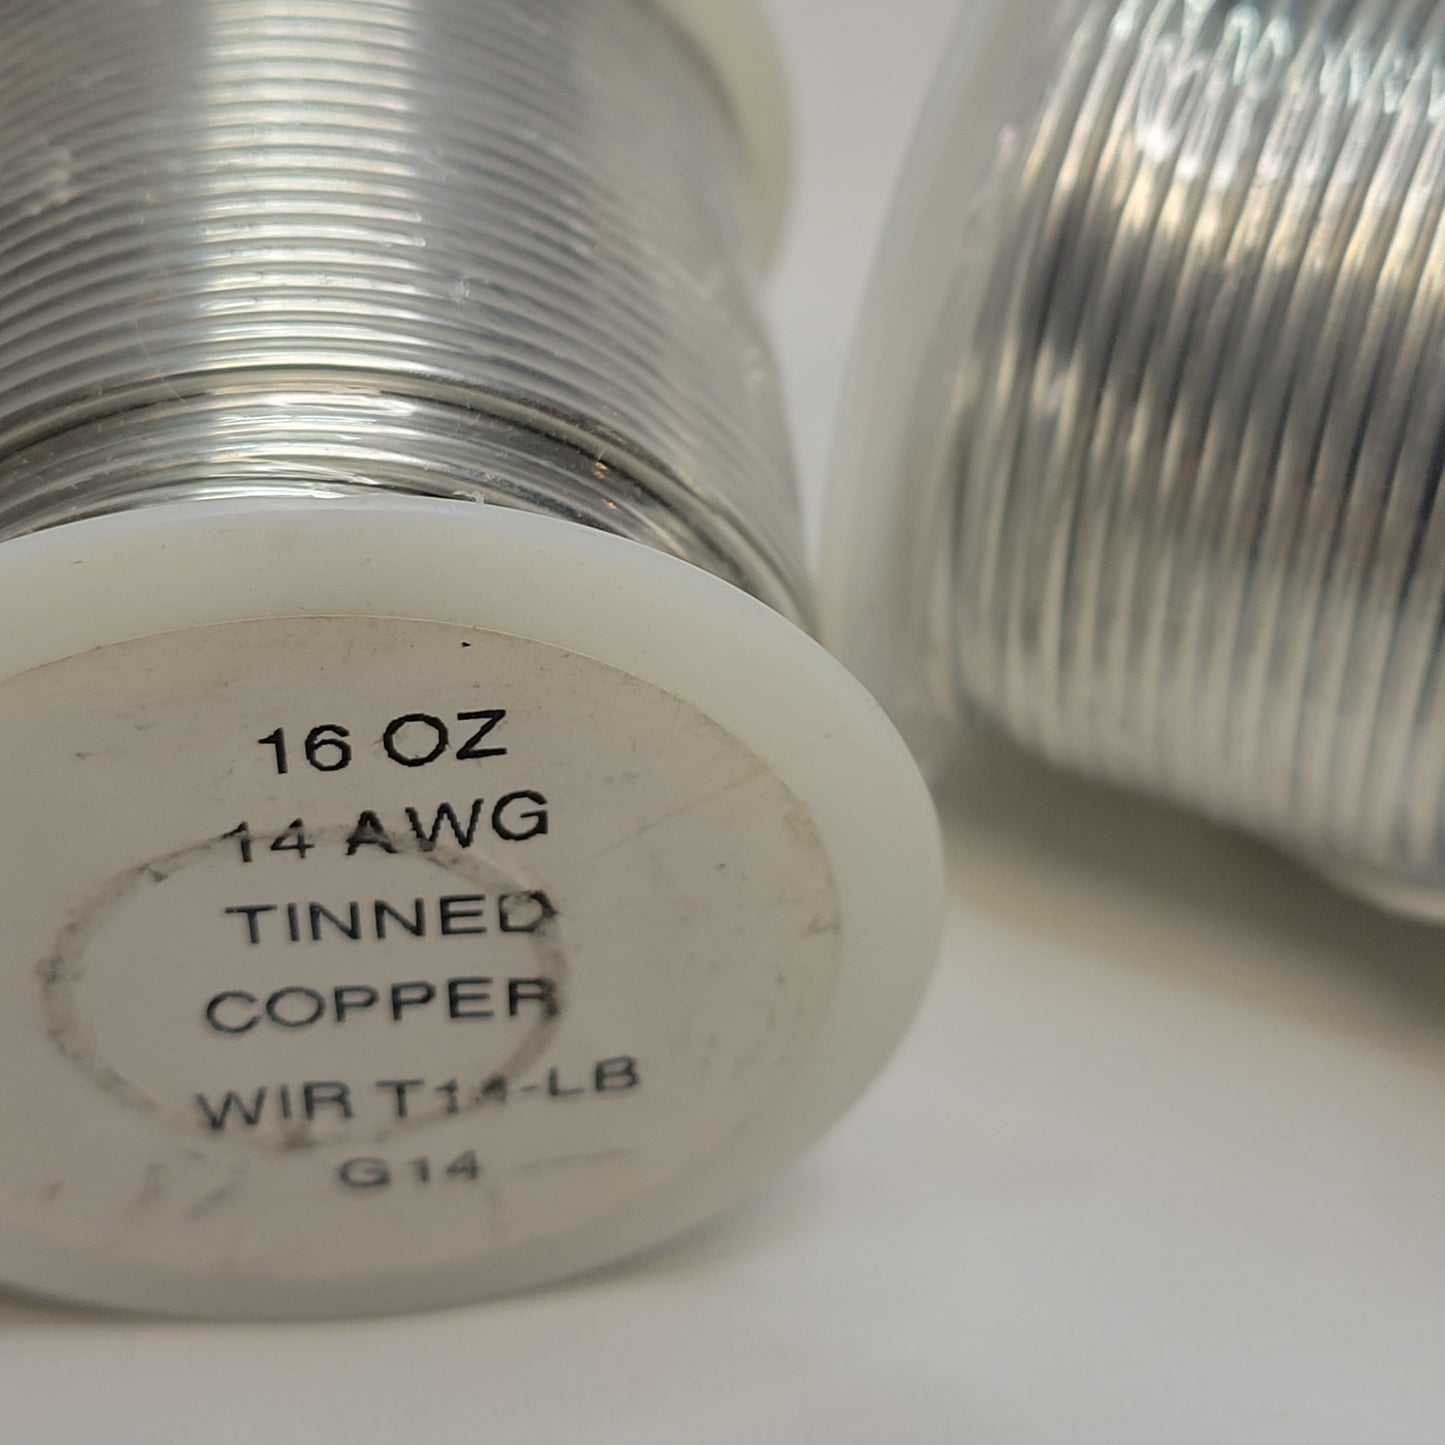 16 OZ
14 AWG
TINNED
COPPER
WIR T14-LB
G14